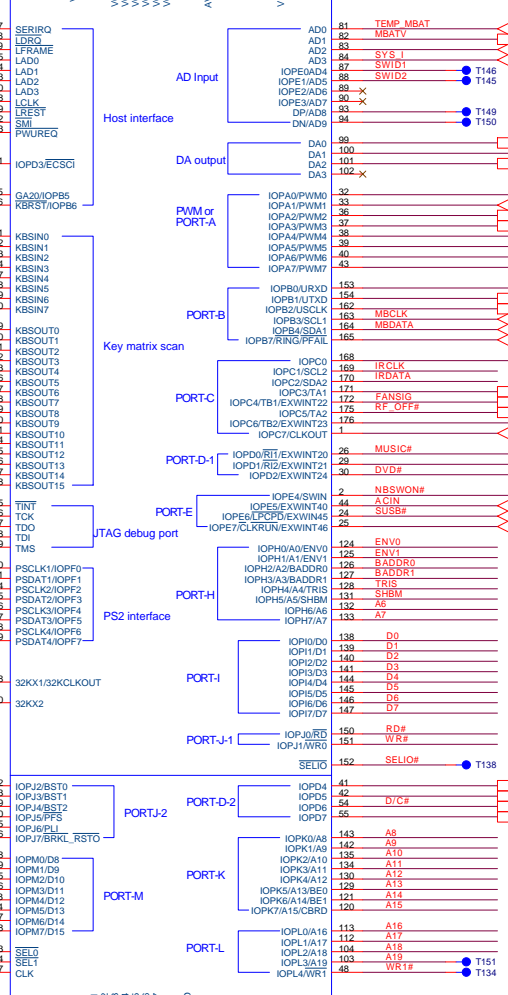 SERIRQ
LDRQ
LFRAME
LAD0
LAD1
LAD2
LAD3
LCLK
LREST
SMI
PWUREQ
IOPD3/ECSCI
GA20/IOPB5
KBRST/IOPB6
KBSIN0
KBSIN1
KBSIN2
KBSIN3
KBSIN4
KBSIN5
KBSIN6
KBSIN7
KBSOUT0
KBSOUT1
KBSOUT2
KBSOUT3
KBSOUT4
KBSOUT5
KBSOUT6
KBSOUT7
KBSOUT8
KBSOUT9
KBSOUT10
KBSOUT11
KBSOUT12
KBSOUT13
KBSOUT14
KBSOUT15
TINT
TCK
TDO
TDI
TMS
PSCLK1/IOPF0
PSDAT1/IOPF1
PSCLK2/IOPF2
PSDAT2/IOPF3
PSCLK3/IOPF4
PSDAT3/IOPF5
PSCLK4/IOPF6
PSDAT4/IOPF7
32KX1/32KCLKOUT
32KX2
IOPJ2/BST0
IOPJ3/BST1
IOPJ4/BST2
IOPJ5/PFS
IOPJ6/PLI
IOPJ7/BRKL_RSTO
IOPM0/D8
IOPM1/D9
IOPM2/D10
IOPM3/D11
IOPM4/D12
IOPM5/D13
IOPM6/D14
IOPM7/D15
SEL0
SEL1
CLK
Host interface
Key matrix scan
JTAG debug port
PS2 interface
PORTJ-2
PORT-M
AD Input
DA output
PWM or
PORT-A
PORT-B
PORT-C
PORT-D-1
PORT-E
PORT-H
PORT-I
PORT-J-1
PORT-D-2
PORT-K
PORT-L
AD0 81 TEMP_MBAT
AD1 82 MBATV
AD2 83
AD3 84 SYS_I
IOPE0AD4 87 SWID1 T146
IOPE1/AD5 88 SWID2 T145
IOPE2/AD6 89
IOPE3/AD7 90
DP/AD8 93 T149
DN/AD9 94 T150
DA0 99
DA1 100
DA2 101
DA3 102
IOPA0/PWM0 32
IOPA1/PWM1 33
IOPA2/PWM2 36
IOPA3/PWM3 37
IOPA4/PWM4 38
IOPA5/PWM5 39
IOPA6/PWM6 40
IOPA7/PWM7 43
IOPB0/URXD 153
IOPB1/UTXD 154
IOPB2/USCLK 162
IOPB3/SCL1 163 MBCLK
IOPB4/SDA1 164 MBDATA
IOPB7/RING/PFAIL 165
IOPC0 168
IOPC1/SCL2 169 IRCLK
IOPC2/SDA2 170 IRDATA
IOPC3/TA1 171
IOPC4/TB1/EXWINT22 172 FANSIG
IOPC5/TA2 175 RF_OFF#
IOPC6/TB2/EXWINT23 176
IOPC7/CLKOUT 1
IOPD0/RI1/EXWINT20 26 MUSIC#
IOPD1/RI2/EXWINT21 29
IOPD2/EXWINT24 30 DVD#
IOPE4/SWIN 2 NBSWON#
IOPE5/EXWINT40 44 ACIN
IOPE6/LPCPD/EXWIN45 24 SUSB#
IOPE7/CLKRUN/EXWINT46 25
IOPH0/A0/ENV0 124 ENV0
IOPH1/A1/ENV1 125 ENV1
IOPH2/A2/BADDR0 126 BADDR0
IOPH3/A3/BADDR1 127 BADDR1
IOPH4/A4/TRIS 128 TRIS
IOPH5/A5/SHBM 131 SHBM
IOPH6/A6 132 A6
IOPH7/A7 133 A7
IOPI0/D0 138 D0
IOPI1/D1 139 D1
IOPI2/D2 140 D2
IOPI3/D3 141 D3
IOPI4/D4 144 D4
IOPI5/D5 145 D5
IOPI6/D6 146 D6
IOPI7/D7 147 D7
IOPJ0/RD 150 RD#
IOPJ1/WR0 151 WR#
SELIO 152 SELIO# T138
IOPD4 41
IOPD5 42
IOPD6 54 D/C#
IOPD7 55
IOPK0/A8 143 A8
IOPK1/A9 142 A9
IOPK2/A10 135 A10
IOPK3/A11 134 A11
IOPK4/A12 130 A12
IOPK5/A13/BE0 129 A13
IOPK6/A14/BE1 121 A14
IOPK7/A15/CBRD 120 A15
IOPL0/A16 113 A16
IOPL1/A17 112 A17
IOPL2/A18 104 A18
IOPL3/A19 103 A19 T151
IOPL4/WR1 48 WR1# T134